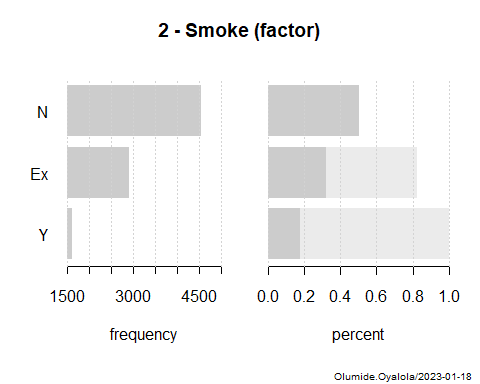 2 - Smoke (factor)
N
Ex
Y
1500 3000 4500
0.0 0.2 0.4 0.6 0.8 1.0
frequency
percent
Olumide.Oyalola/2023-01-18